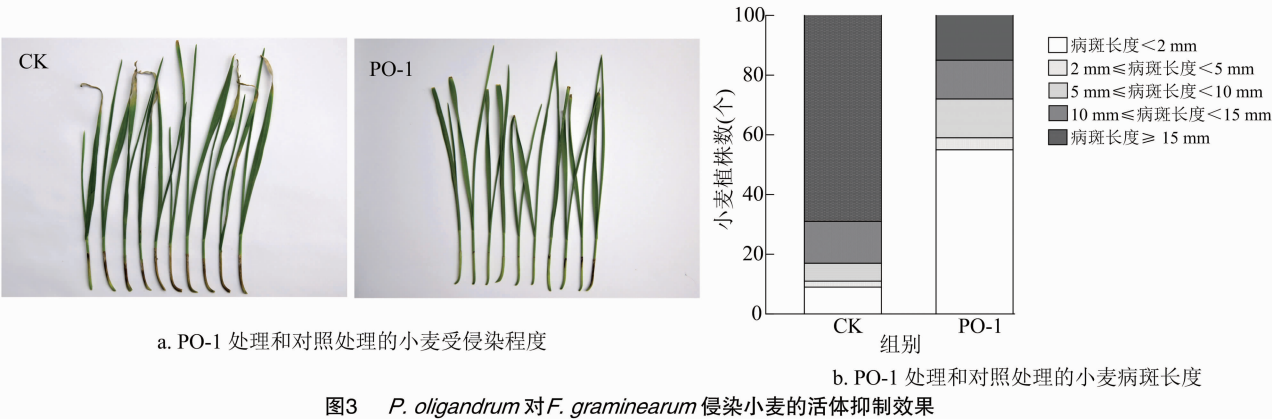 CK
PO-1
a. PO-1 处理和对照处理的小麦受侵染程度
100
80
60
40
20
0
小麦植株数(个)
CK
PO-1
组别
病斑长度<2 mm
2 mm≤病斑长度<5 mm
5 mm≤病斑长度<10 mm
10 mm≤病斑长度<15 mm
病斑长度≥ 15 mm
b. PO-1 处理和对照处理的小麦病斑长度
图3 P. oligandrum 对 F. graminearum 侵染小麦的活体抑制效果